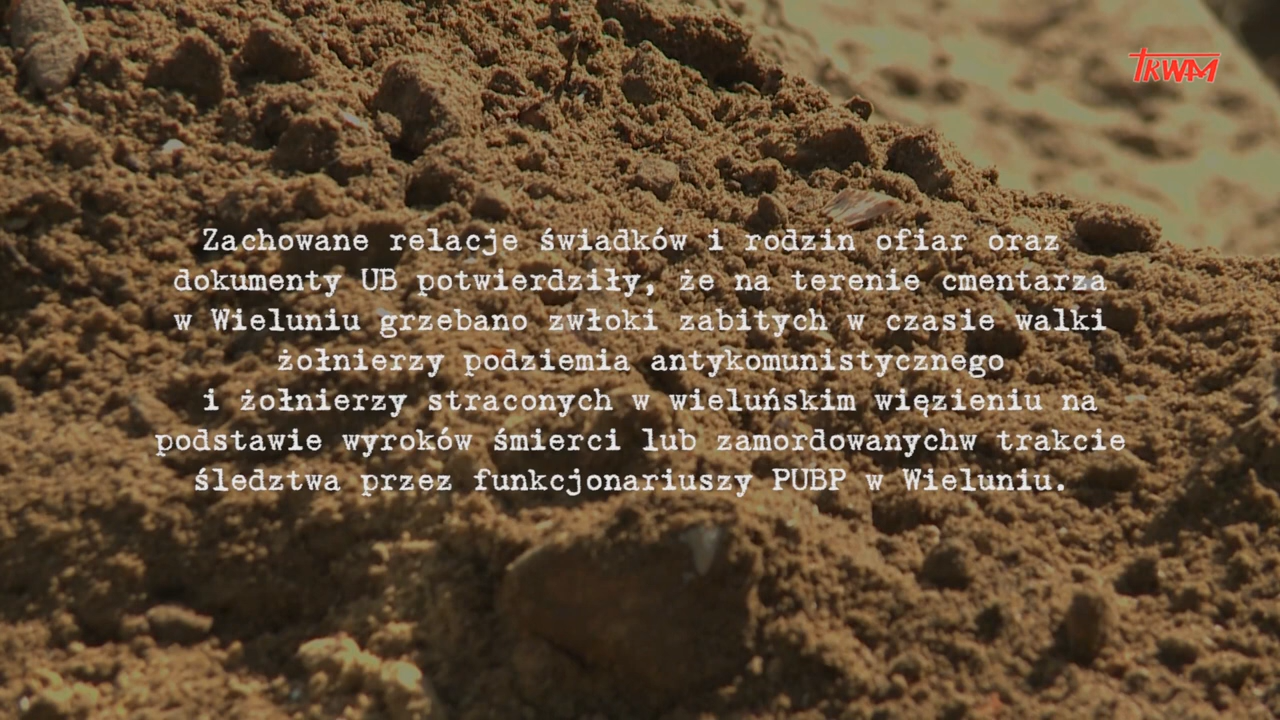 TRWAM
Zachowane relacje świadków i rodzin ofiar oraz
dokumenty UB potwierdziły, że na terenie cmentarza
w Wieluniu grzebano zwłoki zabitych w czasie walki
żołnierzy podziemia antykomunistycznego
i żołnierzy straconych w wieluńskim więzieniu na
podstawie wyroków śmierci lub zamordowanychw trakcie
śledztwa przez funkcjonariuszy PUBP w Wieluniu.